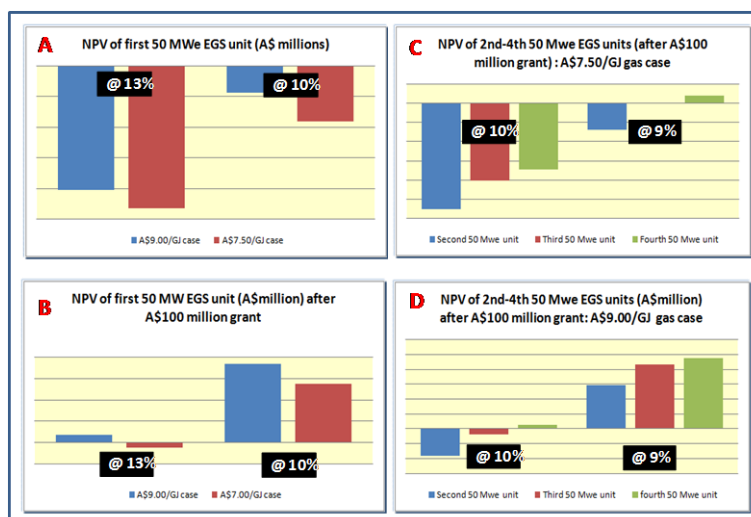 A
NPV of first 50 MWe EGS unit (A$ millions)
@ 13%
@ 10%
A$9.00/GJ case
A$7.50/GJ case
C
NPV of 2nd-4th 50 Mwe EGS units (after A$100
million grant) : A$7.50/GJ gas case
@ 10%
@ 9%
Second 50 Mwe unit
Third 50 Mwe unit
Fourth 50 Mwe unit
B
NPV of first 50 MW EGS unit (A$million) after
A$100 million grant
@ 13%
@ 10%
A$9.00/GJ case
A$7.00/GJ case
D
NPV of 2nd-4th 50 Mwe EGS units (A$million)
after A$100 million grant: A$9.00/GJ gas case
@ 10%
@ 9%
Second 50 Mwe unit
Third 50 Mwe unit
fourth 50 Mwe unit